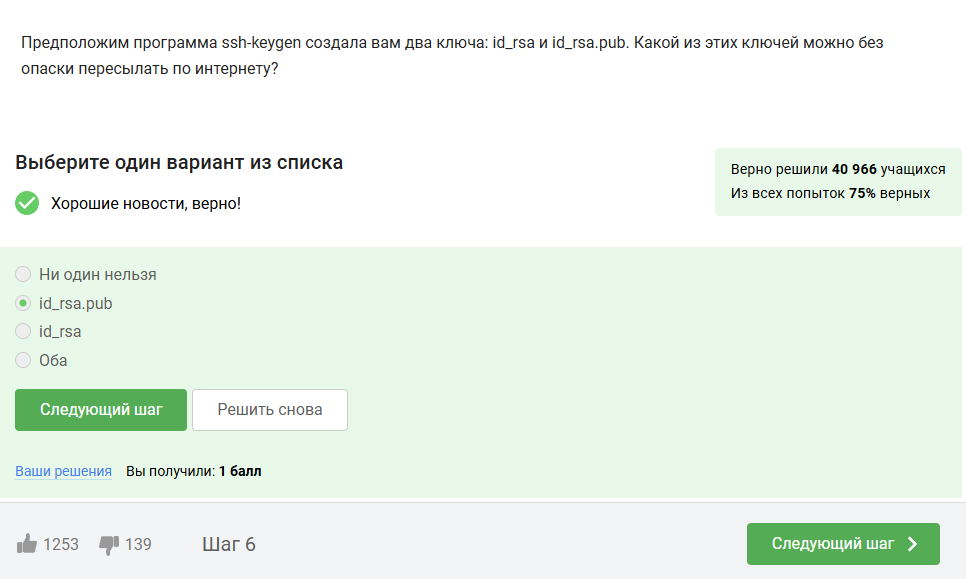 Предположим программа ssh-keygen создала вам два ключа: id_rsa и id_rsa.pub. Какой из этих ключей можно без
опаски пересылать по интернету?
Выберите один вариант из списка
Хорошие новости, верно!
Верно решили 40 966 учащихся
Из всех попыток 75% верных
Ни один нельзя
id_rsa.pub
id_rsa
Оба
Следующий шаг
Решить снова
Ваши решения
Вы получили: 1 балл
1253
139
Шаг 6
Следующий шаг